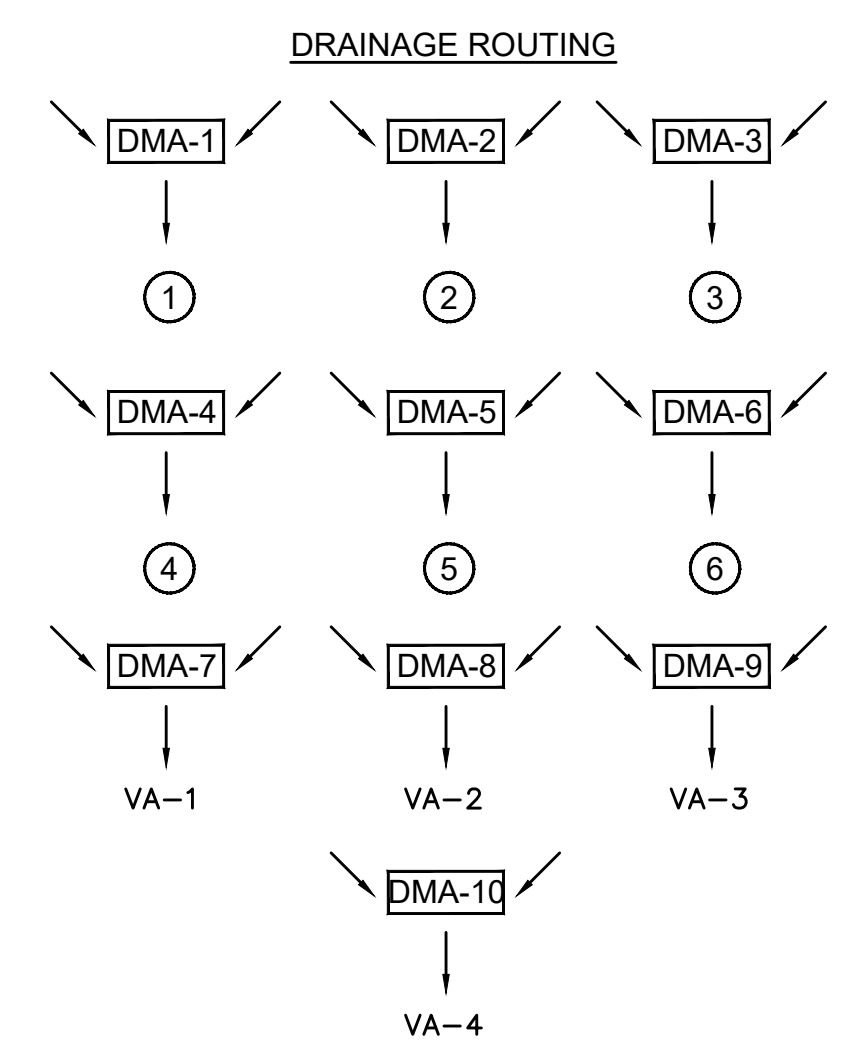 DRAINAGE ROUTING
DMA-1 DMA-2 DMA-3
1 2 3
DMA-4 DMA-5 DMA-6
4 5 6
DMA-7 DMA-8 DMA-9
VA-1 VA-2 VA-3
DMA-10
VA-4